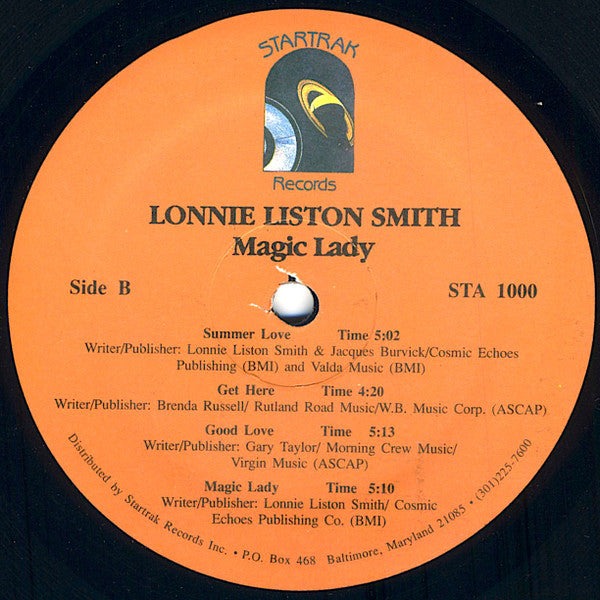 STARTRAK
Records
LONNIE LISTON SMITH
Magic Lady
Side B
STA 1000
Summer Love Time 5:02
Writer/Publisher: Lonnie Liston Smith & Jacques Burvick/Cosmic Echoes
Publishing (BMI) and Valda Music (BMI)
Get Here Time 4:20
Writer/Publisher: Brenda Russell/ Rutland Road Music/W.B. Music Corp. (ASCAP)
Good Love Time 5:13
Writer/Publisher: Gary Taylor/ Morning Crew Music/
Virgin Music (ASCAP)
Magic Lady Time 5:10
Writer/Publisher: Lonnie Liston Smith/ Cosmic
Echoes Publishing Co. (BMI)
Distributed by Startrak Records Inc. • P.O. Box 468 Baltimore, Maryland 21085 • (301)225-7600